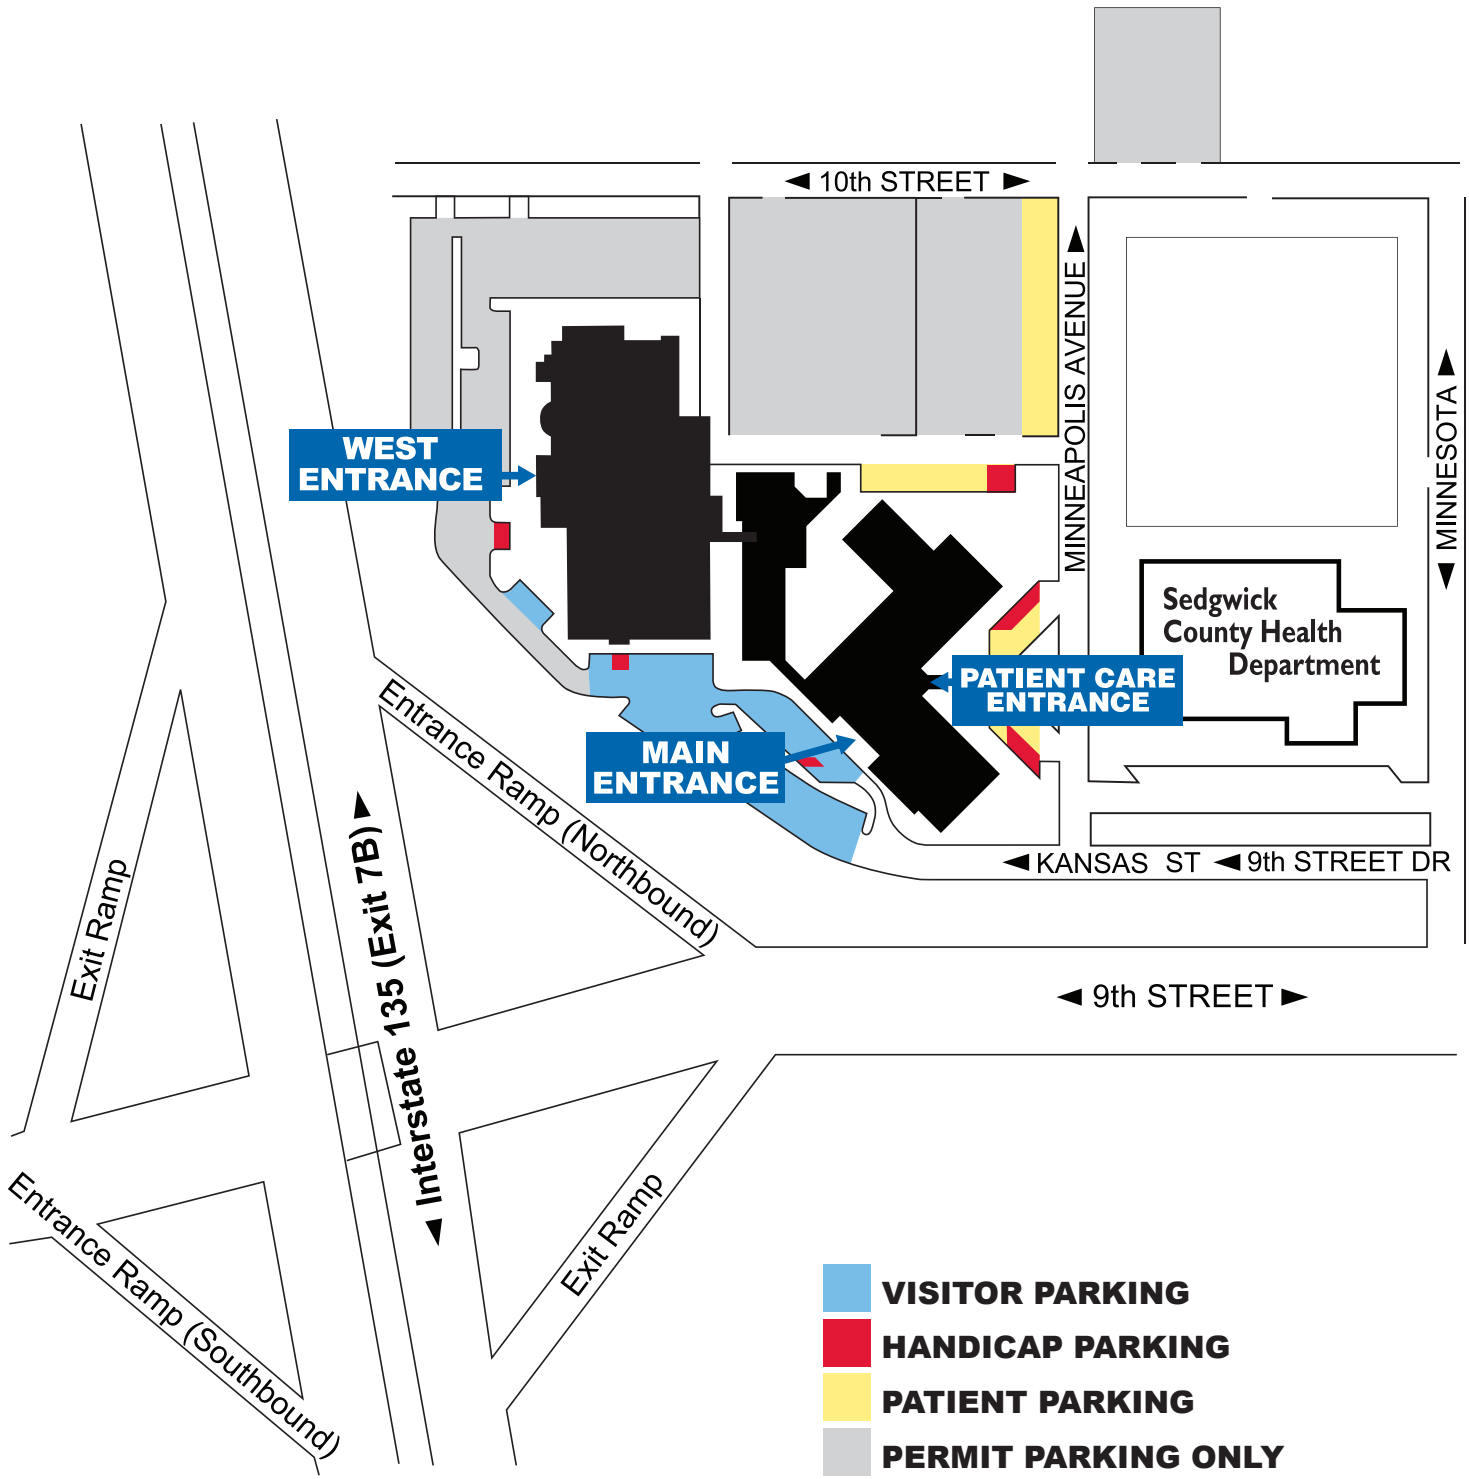 ◄ 10th STREET ►
MINNEAPOLIS AVENUE ►
◄ MINNESOTA ►
WEST
ENTRANCE
Sedgwick
County Health
Department
PATIENT CARE
ENTRANCE
MAIN
ENTRANCE
Entrance Ramp (Northbound)
◄ KANSAS ST ◄ 9th STREET DR
Exit Ramp
◄ Interstate 135 (Exit 7B) ►
◄ 9th STREET ►
Entrance Ramp (Southbound)
Exit Ramp
VISITOR PARKING
HANDICAP PARKING
PATIENT PARKING
PERMIT PARKING ONLY